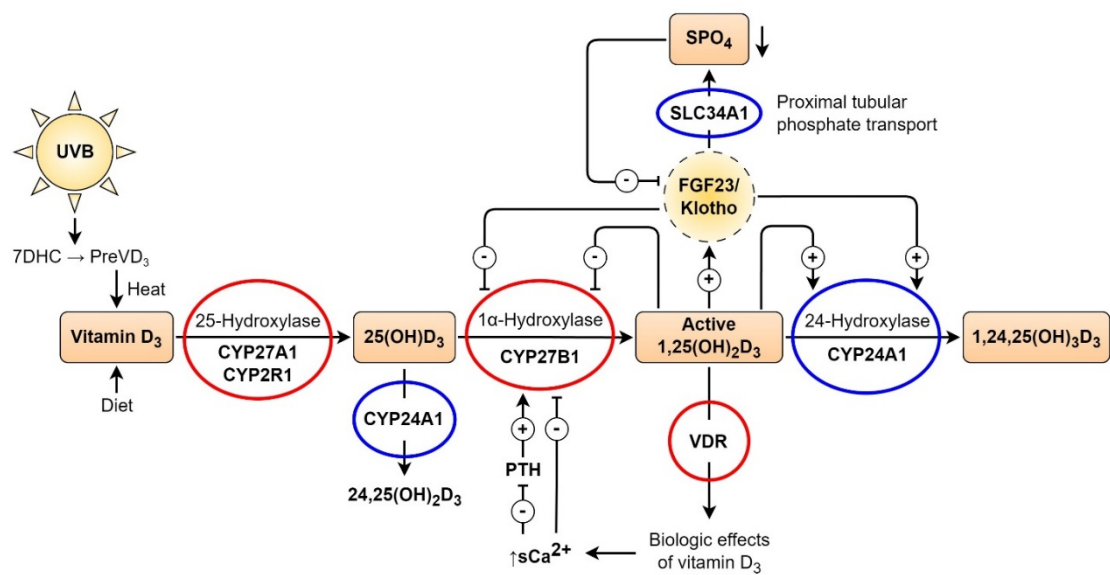 SPO₄
SLC34A1
Proximal tubular
phosphate transport
UVB
-
FGF23/
Klotho
7DHC → PreVD₃
-
-
+
+
+
Heat
Vitamin D₃
25-Hydroxylase
CYP27A1
CYP2R1
25(OH)D₃
1α-Hydroxylase
CYP27B1
Active
1,25(OH)₂D₃
24-Hydroxylase
CYP24A1
1,24,25(OH)₃D₃
Diet
CYP24A1
+
-
VDR
PTH
24,25(OH)₂D₃
-
↑sCa²⁺
Biologic effects
of vitamin D₃